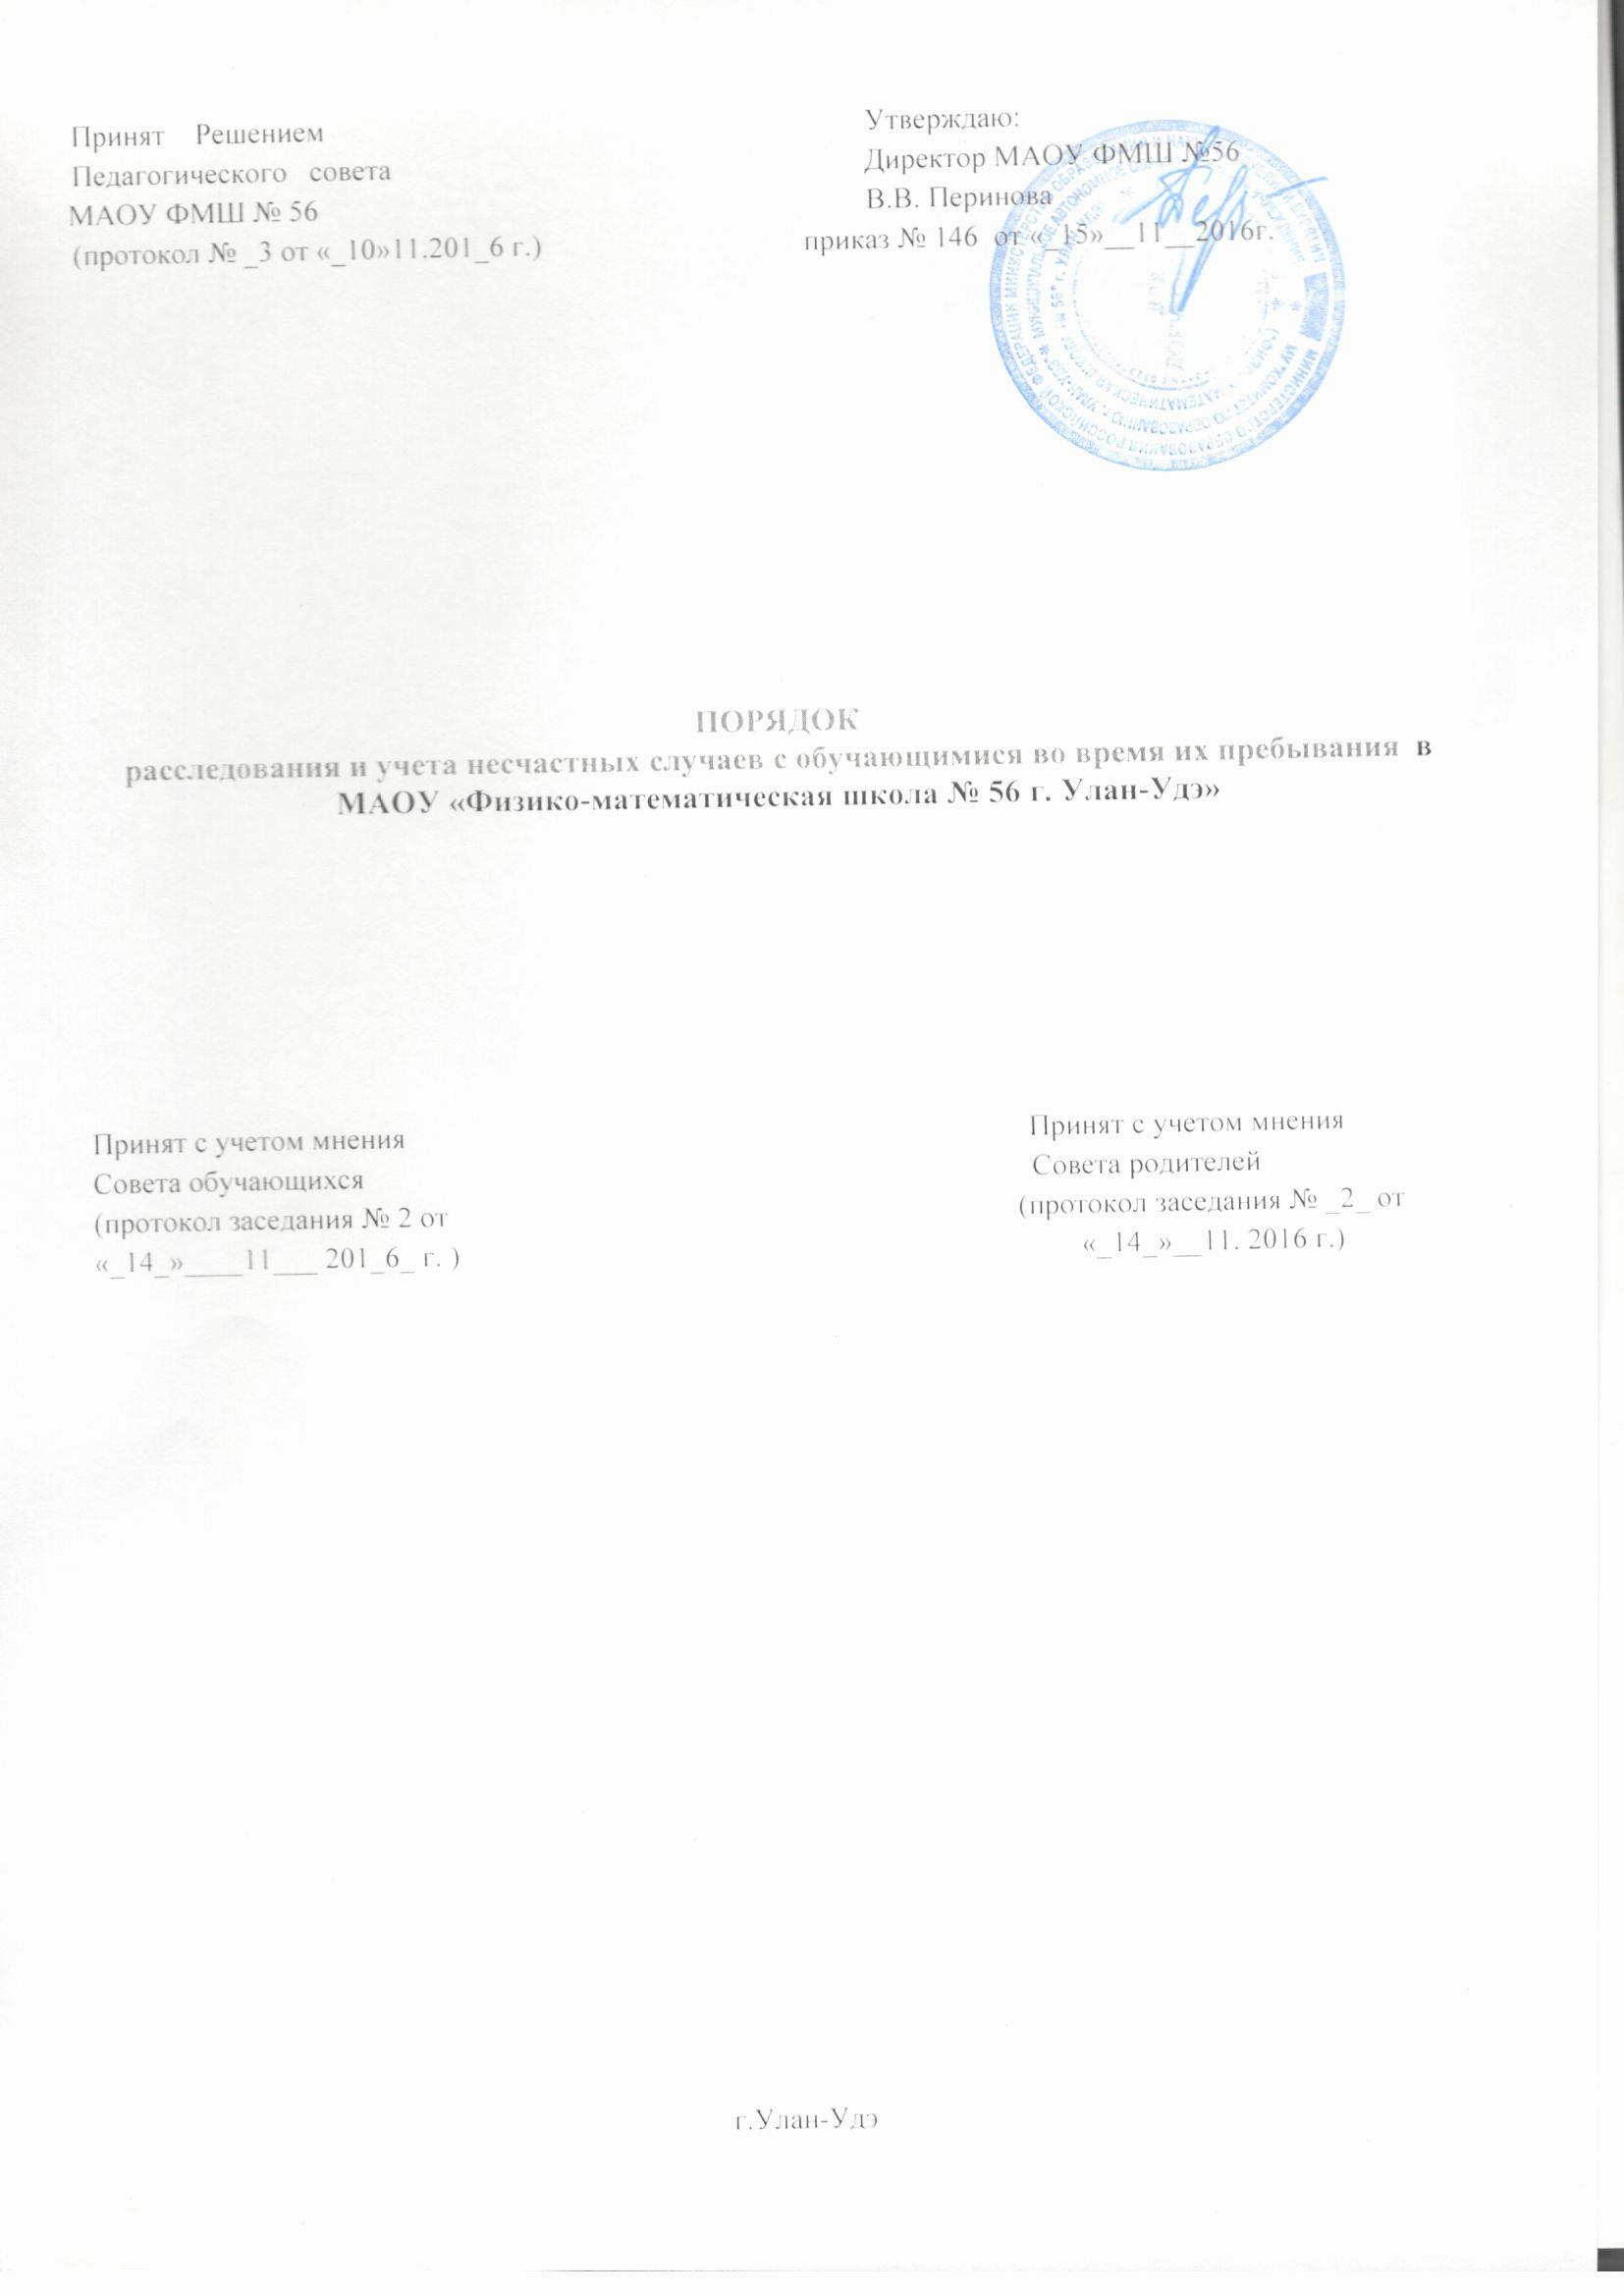 Принят Решением
Педагогического совета
МАОУ ФМШ № 56
(протокол № _3 от «_10»11.201_6 г.)
Утверждаю:
Директор МАОУ ФМШ №56
В.В. Перинова
приказ № 146 от «_15»__11__2016г.
ПОРЯДОК
расследования и учета несчастных случаев с обучающимися во время их пребывания в
МАОУ «Физико-математическая школа № 56 г. Улан-Удэ»
Принят с учетом мнения
Совета обучающихся
(протокол заседания № 2 от
«_14_»____11___ 201_6_ г. )
Принят с учетом мнения
Совета родителей
(протокол заседания № _2_ от
«_14_»__11. 2016 г.)
г.Улан-Удэ